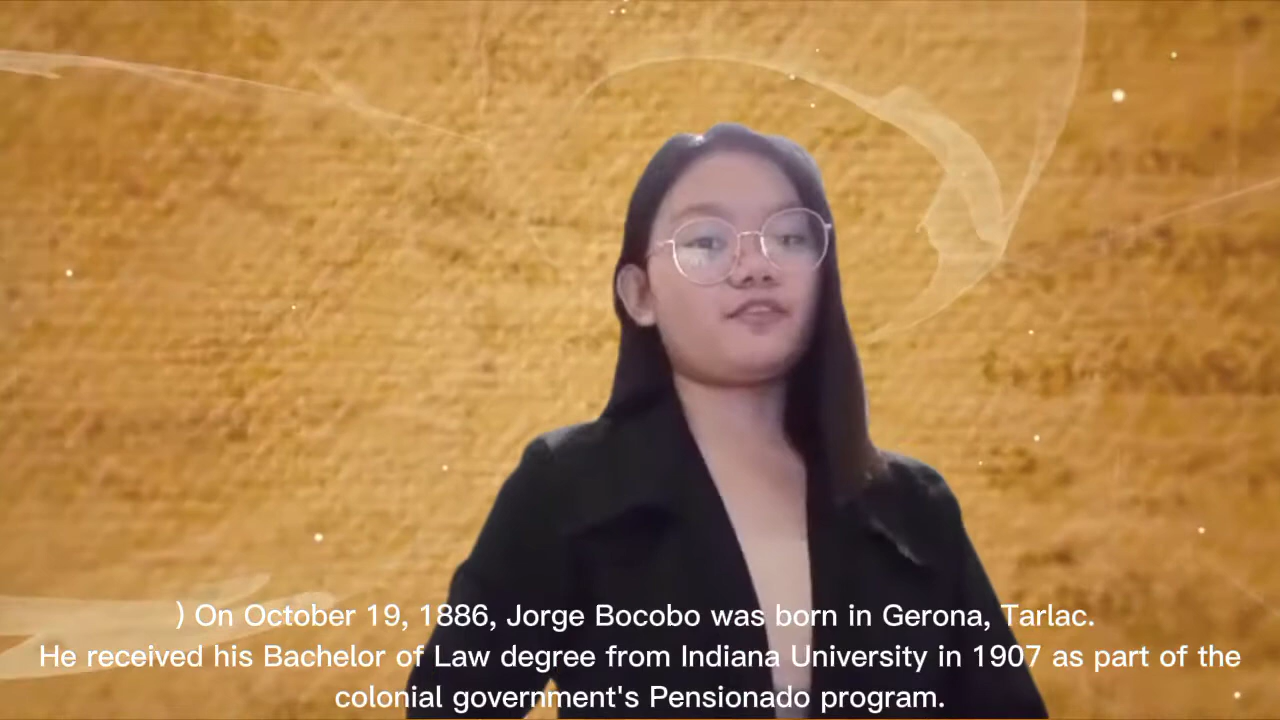 ) On October 19, 1886, Jorge Bocobo was born in Gerona, Tarlac.
He received his Bachelor of Law degree from Indiana University in 1907 as part of the
colonial government's Pensionado program.